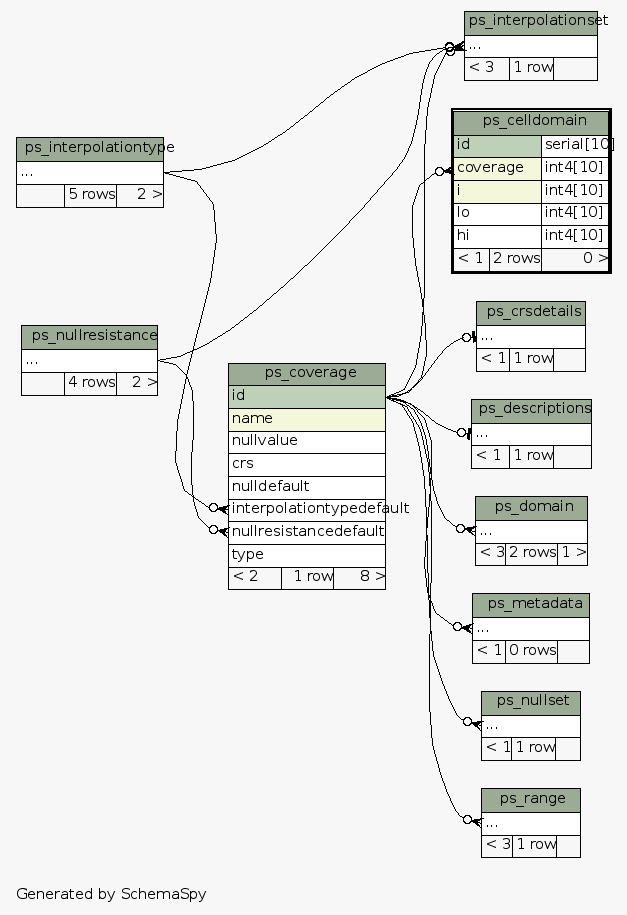 ps_interpolationset
...
< 3 1 row
ps_celldomain
id serial[10]
coverage int4[10]
i int4[10]
lo int4[10]
hi int4[10]
< 1 2 rows 0 >
ps_interpolationtype
...
5 rows 2 >
ps_nullresistance
...
4 rows 2 >
ps_coverage
id
name
nullvalue
crs
nulldefault
interpolationtypedefault
nullresistancedefault
type
< 2 1 row 8 >
ps_crsdetails
...
< 1 1 row
ps_descriptions
...
< 1 1 row
ps_domain
...
< 3 2 rows 1 >
ps_metadata
...
< 1 0 rows
ps_nullset
...
< 1 1 row
ps_range
...
< 3 1 row
Generated by SchemaSpy